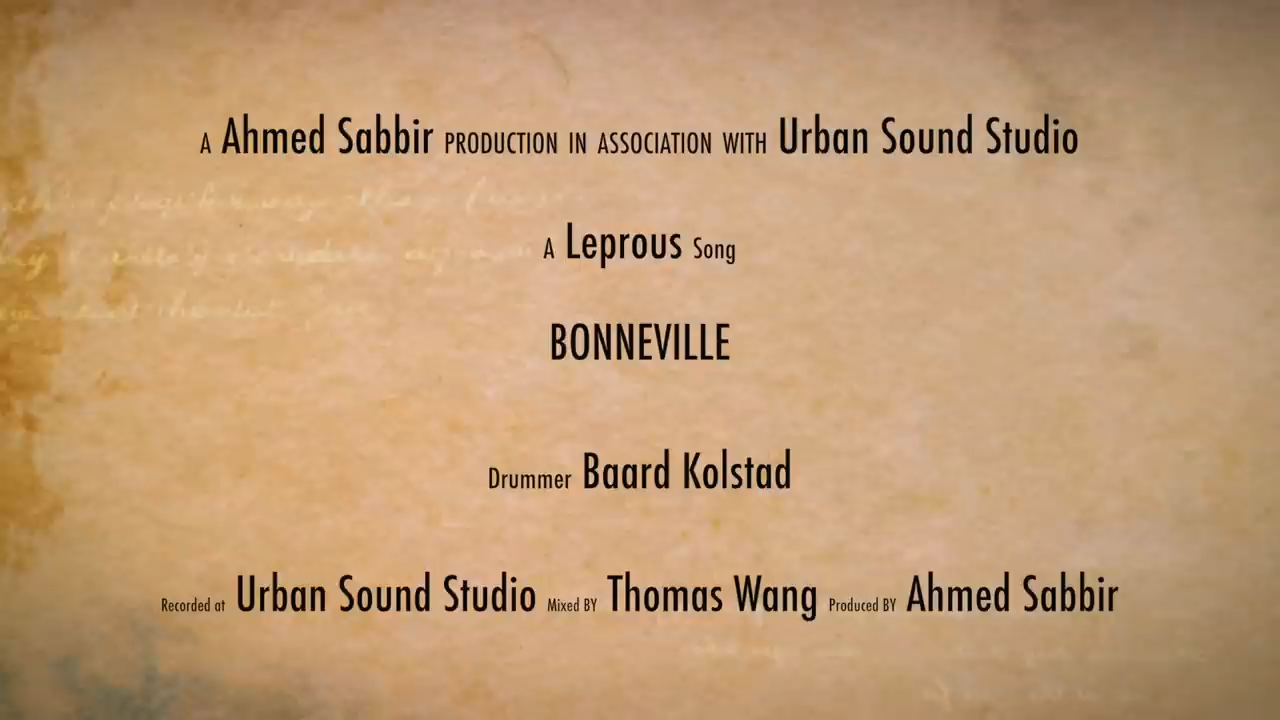 A Ahmed Sabbir PRODUCTION IN ASSOCIATION WITH Urban Sound Studio
A Leprous Song
BONNEVILLE
Drummer Baard Kolstad
Recorded at Urban Sound Studio Mixed BY Thomas Wang Produced BY Ahmed Sabbir